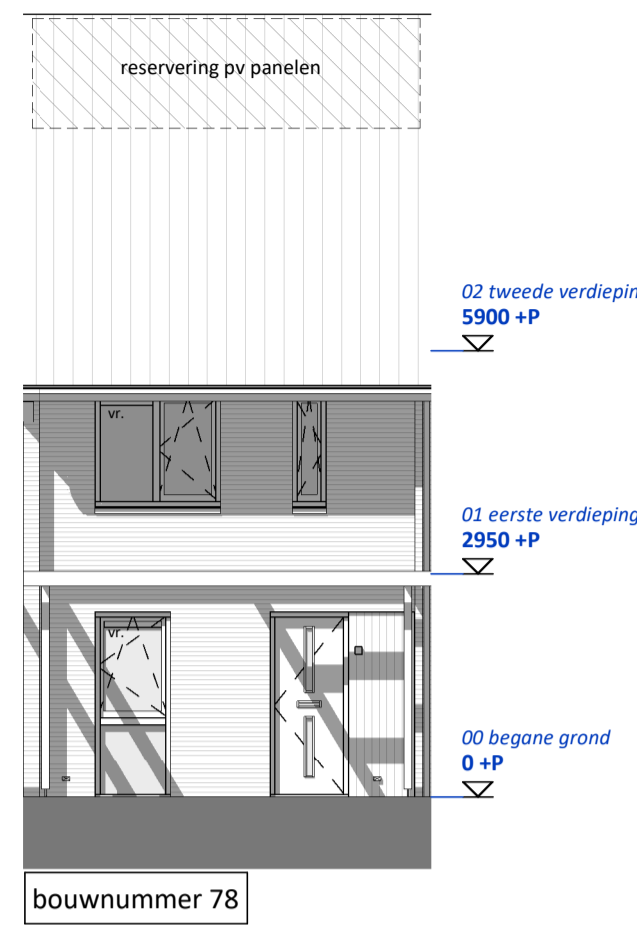 reservering pv panelen
02 tweede verdiepin
5900 +P
vr.
01 eerste verdieping
2950 +P
vr.
00 begane grond
0 +P
bouwnummer 78